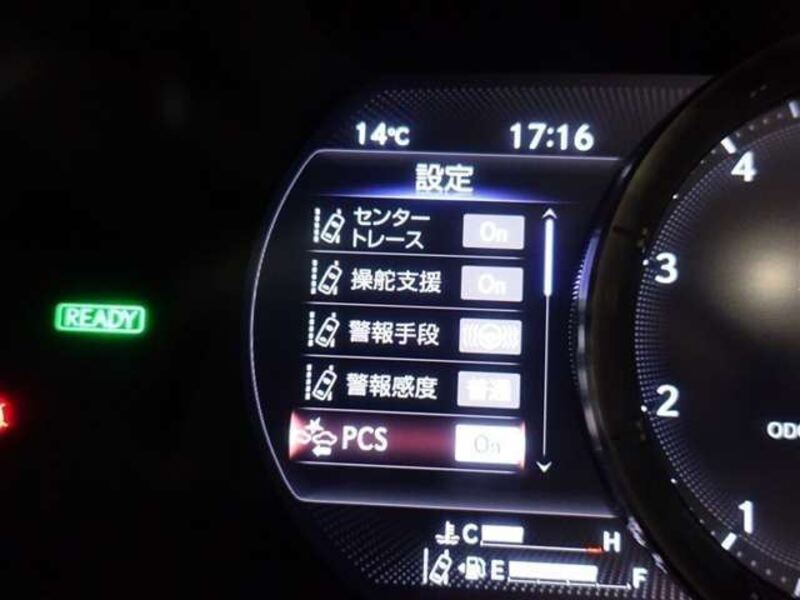 14℃ 17:16
設定
センター
トレース On
操舵支援 On
警報手段
警報感度 普通
PCS On
READY
C H
E F
4
3
2
1
ODO